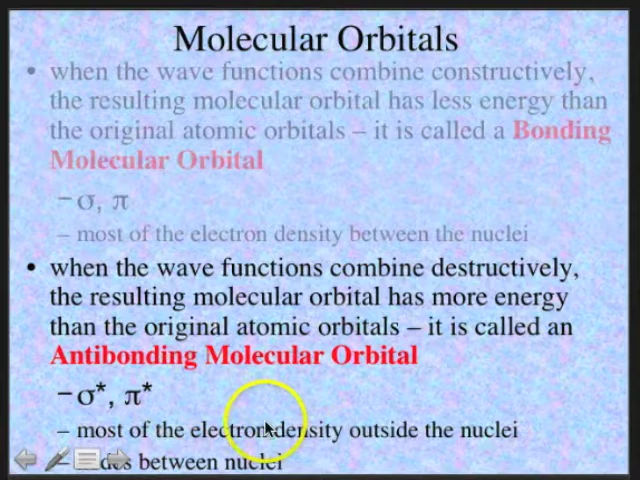 Molecular Orbitals
• when the wave functions combine constructively,
the resulting molecular orbital has less energy than
the original atomic orbitals – it is called a Bonding
Molecular Orbital
– σ, π
– most of the electron density between the nuclei
• when the wave functions combine destructively,
the resulting molecular orbital has more energy
than the original atomic orbitals – it is called an
Antibonding Molecular Orbital
– σ*, π*
– most of the electron density outside the nuclei
– between nuclei